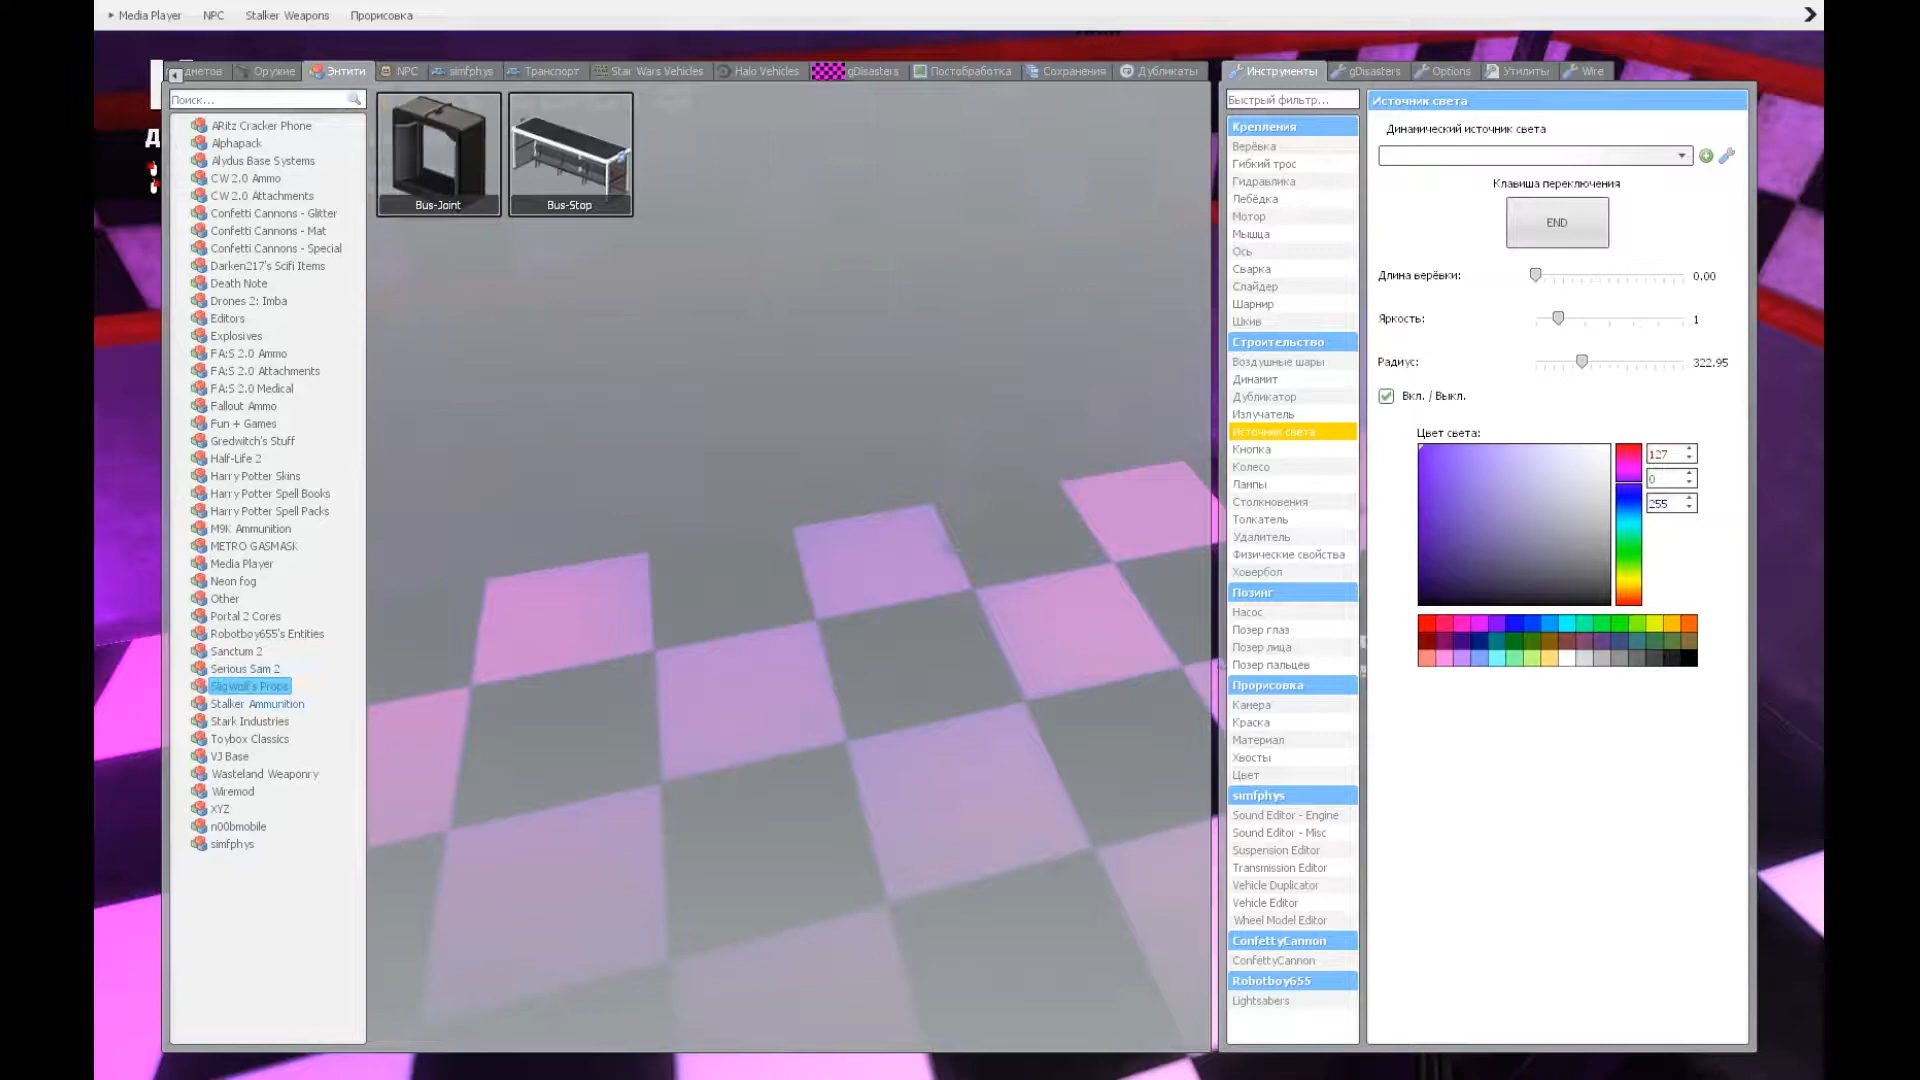 Media Player NPC Stalker Weapons Прорисовка
дметов Оружие Энтити NPC simfphys Транспорт Star Wars Vehicles Halo Vehicles gDisasters Постобработка Сохранения Дубликаты
Поиск...
ARitz Cracker Phone
Alphapack
Alydus Base Systems
CW 2.0 Ammo
CW 2.0 Attachments
Confetti Cannons - Glitter
Confetti Cannons - Mat
Confetti Cannons - Special
Darken217's Scifi Items
Death Note
Drones 2: Imba
Editors
Explosives
FA:S 2.0 Ammo
FA:S 2.0 Attachments
FA:S 2.0 Medical
Fallout Ammo
Fun + Games
Gredwitch's Stuff
Half-Life 2
Harry Potter Skins
Harry Potter Spell Books
Harry Potter Spell Packs
M9K Ammunition
METRO GASMASK
Media Player
Neon fog
Other
Portal 2 Cores
Robotboy655's Entities
Sanctum 2
Serious Sam 2
SligWolf's Props
Stalker Ammunition
Stark Industries
Toybox Classics
VJ Base
Wasteland Weaponry
Wiremod
XYZ
n00bmobile
simfphys
Bus-Joint
Bus-Stop
Инструменты gDisasters Options Утилиты Wire
Быстрый фильтр...
Крепления
Верёвка
Гибкий трос
Гидравлика
Лебёдка
Мотор
Мышца
Ось
Сварка
Слайдер
Шарнир
Шкив
Строительство
Воздушные шары
Динамит
Дубликатор
Излучатель
Источник света
Кнопка
Колесо
Лампы
Столкновения
Толкатель
Удалитель
Физические свойства
Ховербол
Позинг
Насос
Позер глаз
Позер лица
Позер пальцев
Прорисовка
Камера
Краска
Материал
Хвосты
Цвет
simfphys
Sound Editor - Engine
Sound Editor - Misc
Suspension Editor
Transmission Editor
Vehicle Duplicator
Vehicle Editor
Wheel Model Editor
ConfettyCannon
ConfettyCannon
Robotboy655
Lightsabers
Источник света
Динамический источник света
Клавиша переключения
END
Длина верёвки: 0.00
Яркость: 1
Радиус: 322.95
Вкл. / Выкл.
Цвет света:
127
0
255